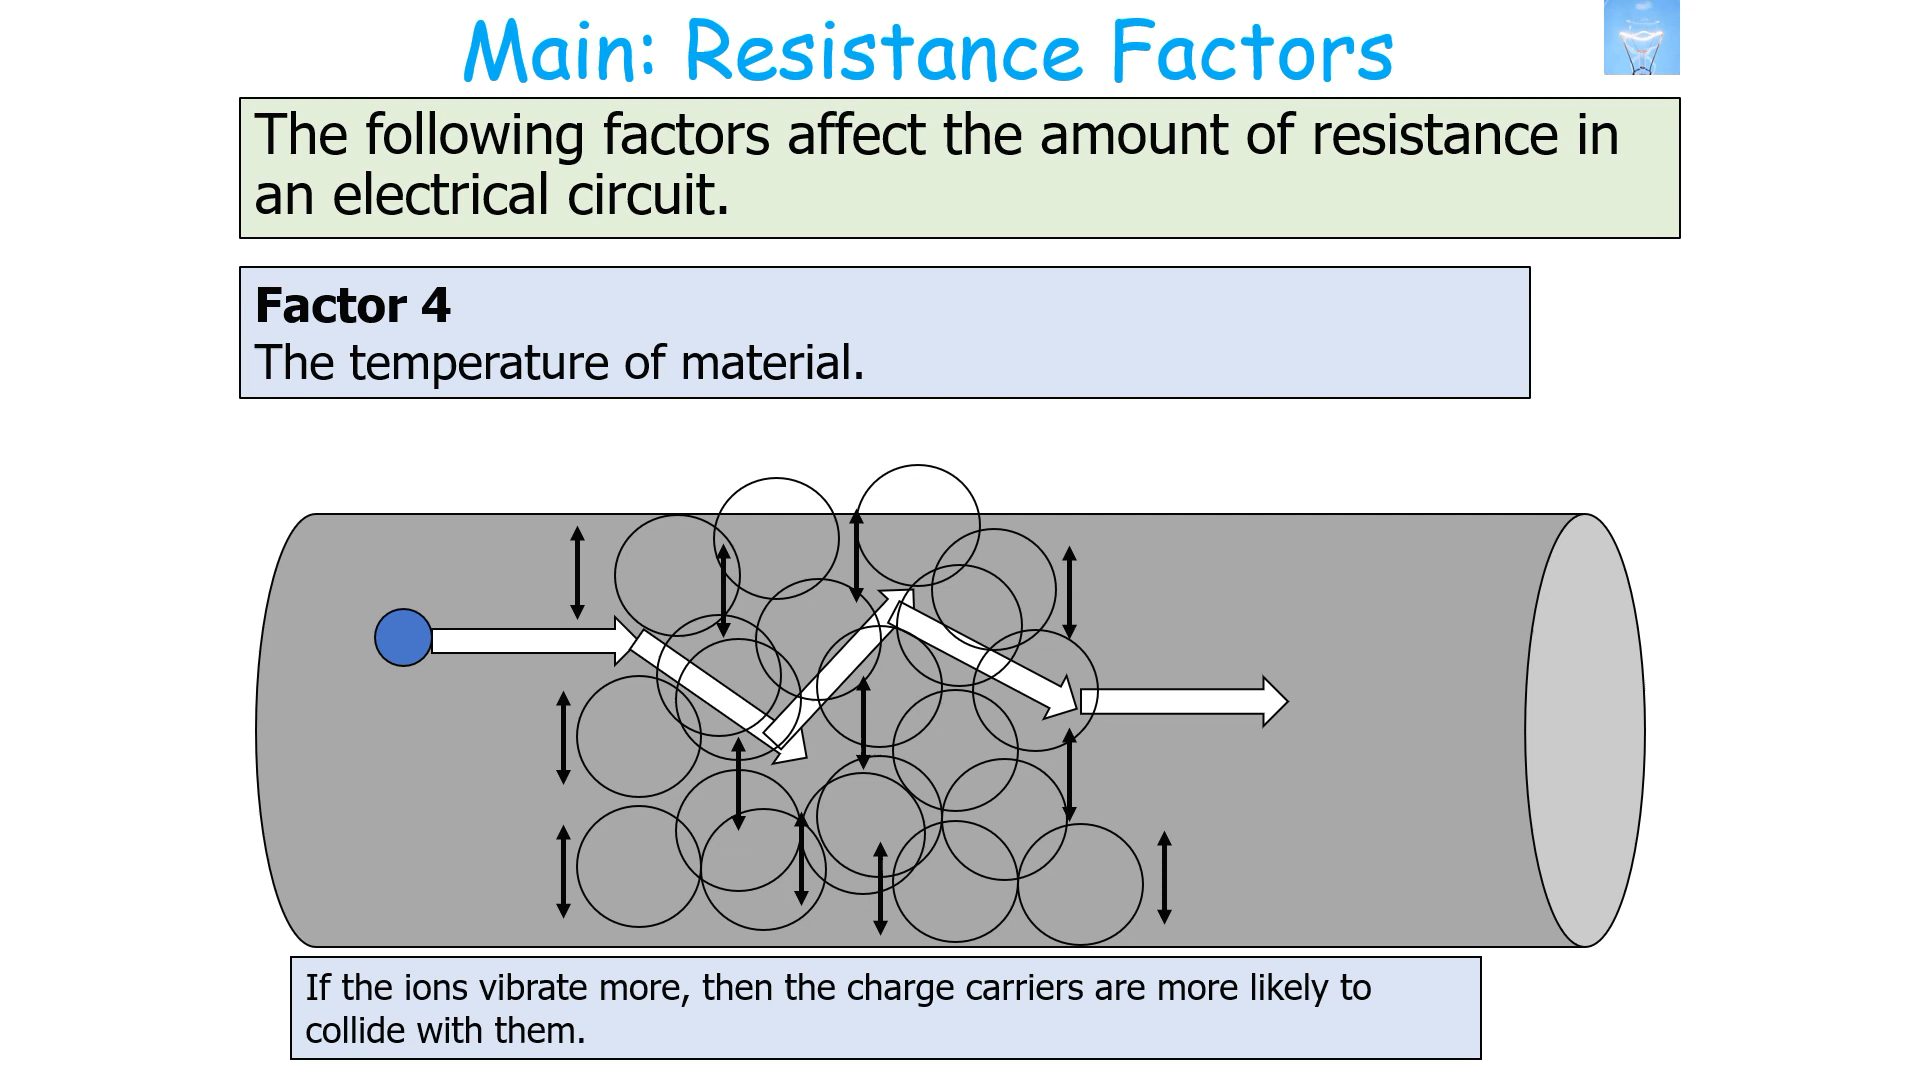 Main: Resistance Factors
The following factors affect the amount of resistance in
an electrical circuit.
Factor 4
The temperature of material.
If the ions vibrate more, then the charge carriers are more likely to
collide with them.